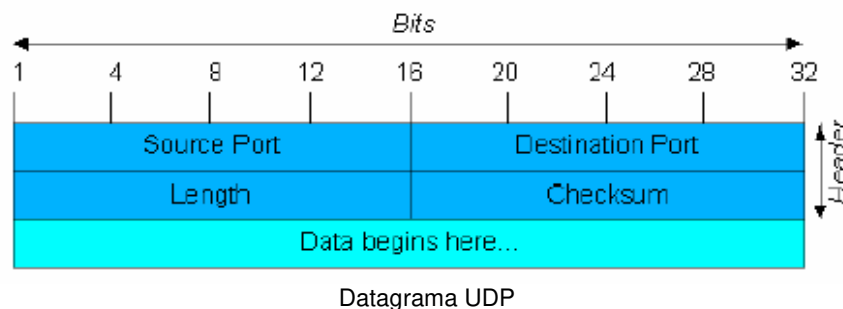 Bits
1 4 8 12 16 20 24 28 32
Source Port Destination Port
Header
Length Checksum
Data begins here...
Datagrama UDP